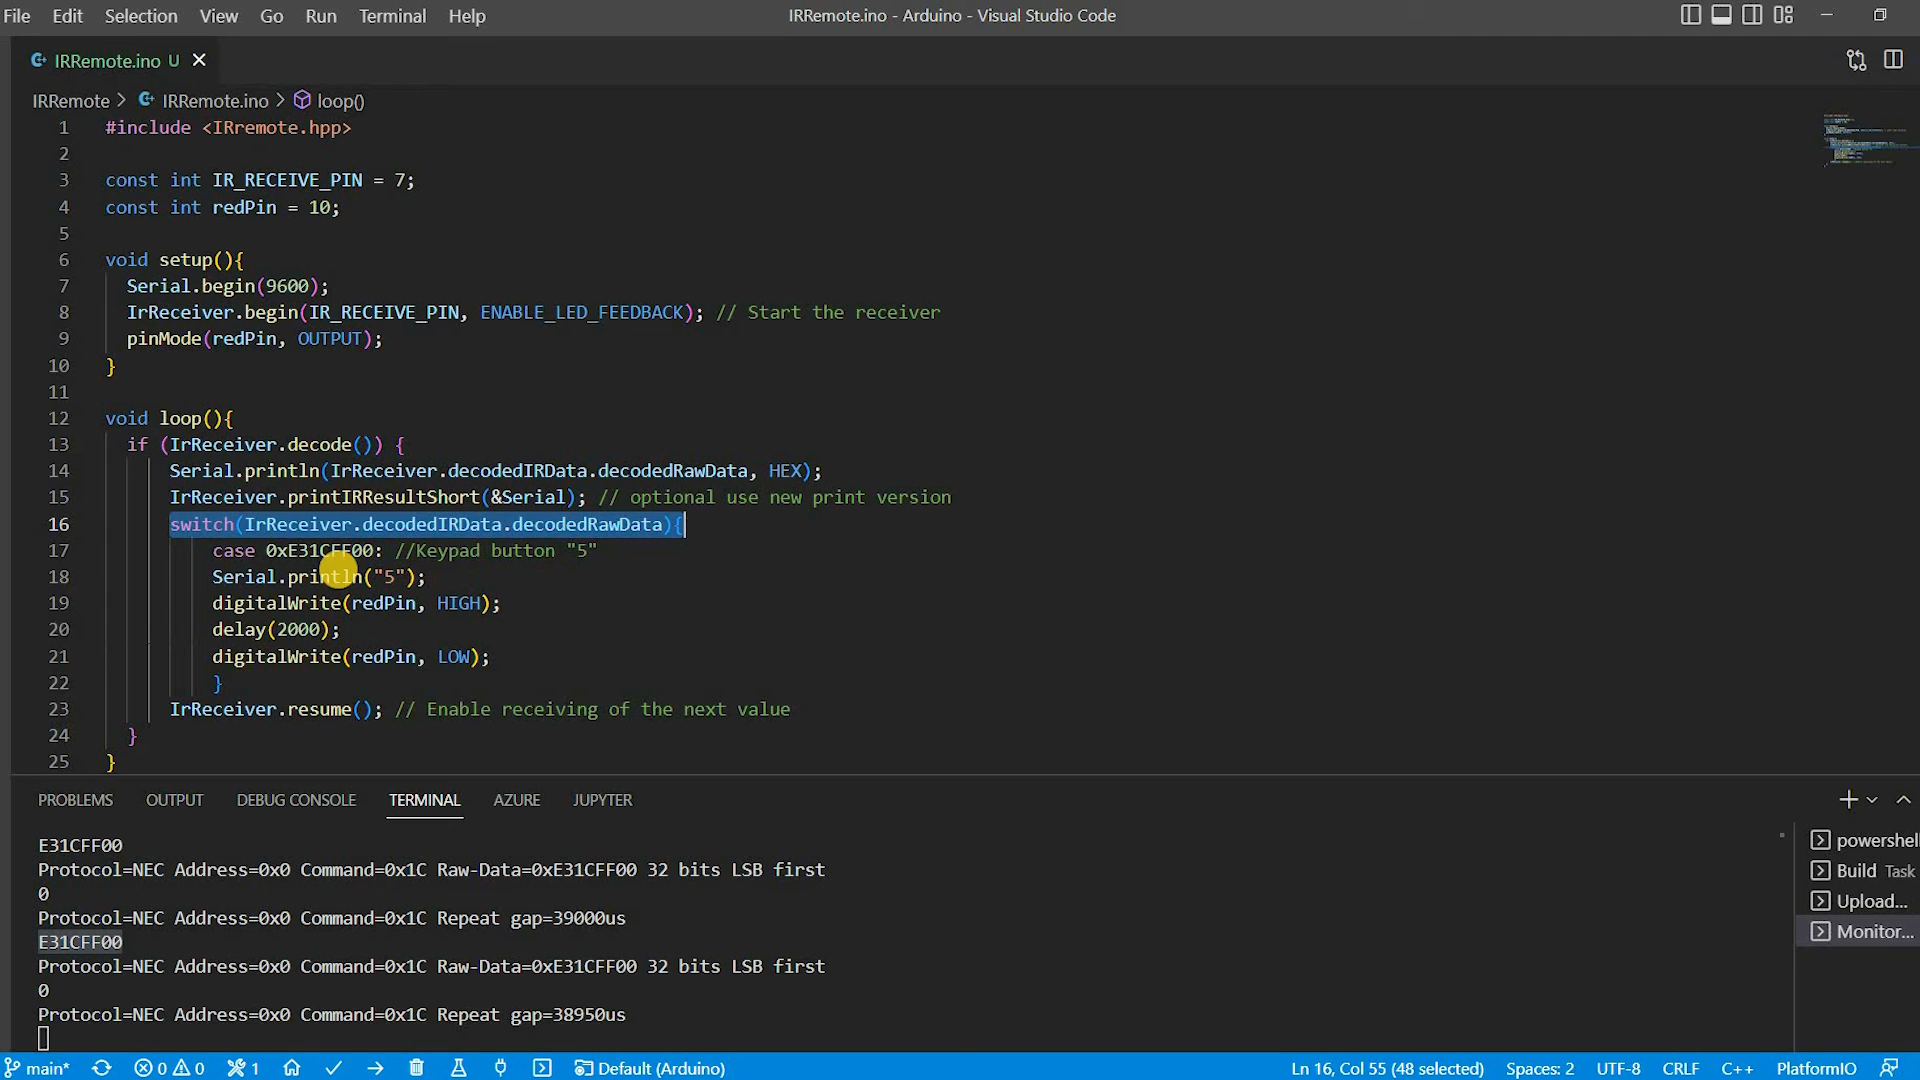 File Edit Selection View Go Run Terminal Help IRRemote.ino - Arduino - Visual Studio Code
IRRemote.ino U
IRRemote > IRRemote.ino > loop()
1 #include <IRremote.hpp>
2
3 const int IR_RECEIVE_PIN = 7;
4 const int redPin = 10;
5
6 void setup(){
7 Serial.begin(9600);
8 IrReceiver.begin(IR_RECEIVE_PIN, ENABLE_LED_FEEDBACK); // Start the receiver
9 pinMode(redPin, OUTPUT);
10 }
11
12 void loop(){
13 if (IrReceiver.decode()) {
14 Serial.println(IrReceiver.decodedIRData.decodedRawData, HEX);
15 IrReceiver.printIRResultShort(&Serial); // optional use new print version
16 switch(IrReceiver.decodedIRData.decodedRawData){
17 case 0xE31CFF00: //Keypad button "5"
18 Serial.println("5");
19 digitalWrite(redPin, HIGH);
20 delay(2000);
21 digitalWrite(redPin, LOW);
22 }
23 IrReceiver.resume(); // Enable receiving of the next value
24 }
25 }
PROBLEMS OUTPUT DEBUG CONSOLE TERMINAL AZURE JUPYTER
E31CFF00
Protocol=NEC Address=0x0 Command=0x1C Raw-Data=0xE31CFF00 32 bits LSB first
0
Protocol=NEC Address=0x0 Command=0x1C Repeat gap=39000us
E31CFF00
Protocol=NEC Address=0x0 Command=0x1C Raw-Data=0xE31CFF00 32 bits LSB first
0
Protocol=NEC Address=0x0 Command=0x1C Repeat gap=38950us
powershell
Build Task
Upload...
Monitor...
main* 0 0 1 Default (Arduino) Ln 16, Col 55 (48 selected) Spaces: 2 UTF-8 CRLF C++ PlatformIO